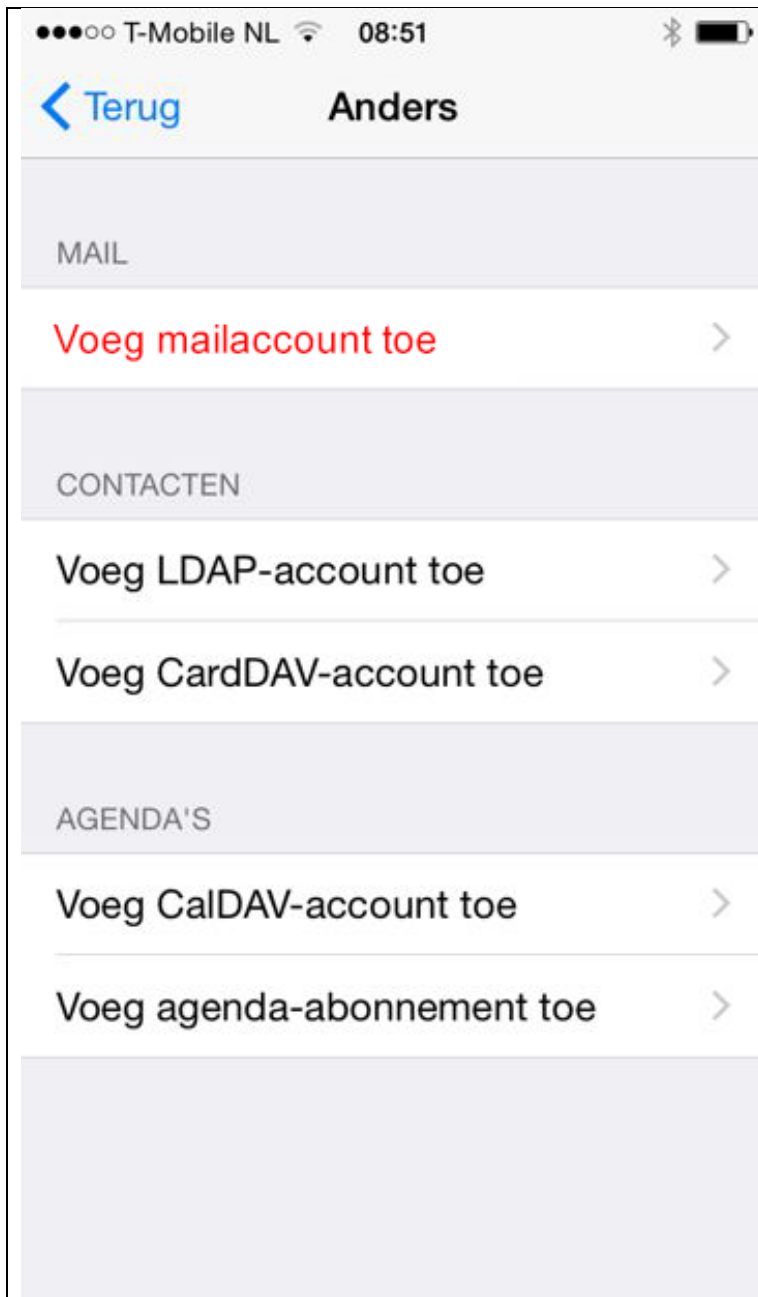 T-Mobile NL 08:51
Terug Anders
MAIL
Voeg mailaccount toe
CONTACTEN
Voeg LDAP-account toe
Voeg CardDAV-account toe
AGENDA'S
Voeg CalDAV-account toe
Voeg agenda-abonnement toe